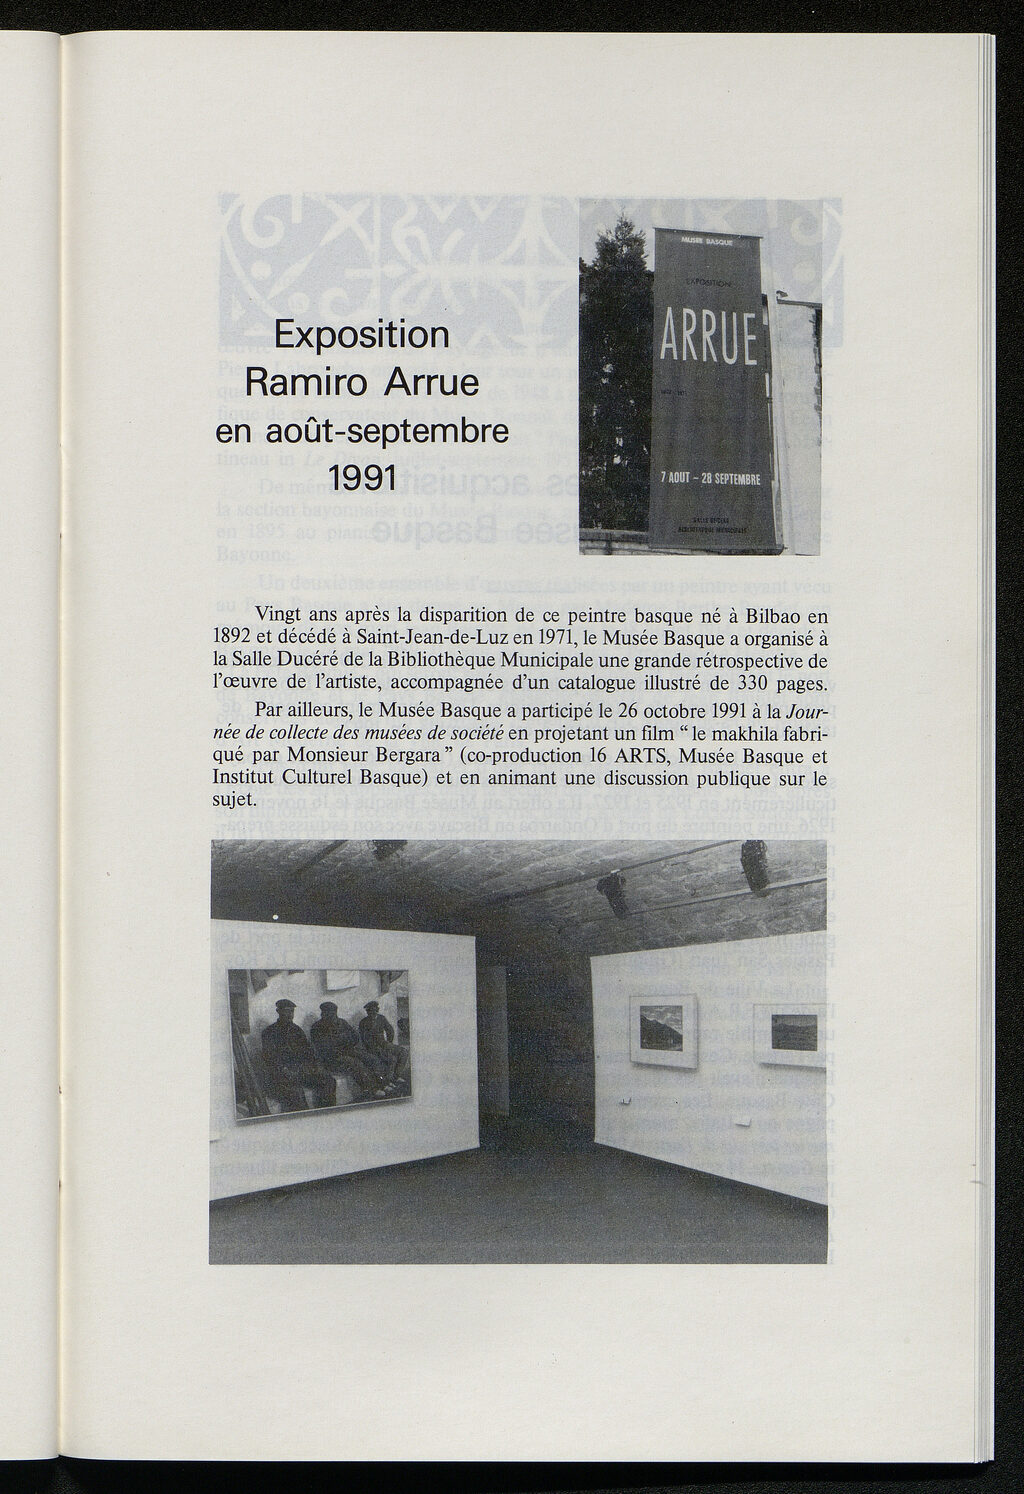 Exposition
Ramiro Arrue
en août-septembre
1991
MUSEE BASQUE
EXPOSITION
ARRUE
7 AOUT - 28 SEPTEMBRE
SALLE DUCERE
BIBLIOTHEQUE MUNICIPALE
Vingt ans après la disparition de ce peintre basque né à Bilbao en
1892 et décédé à Saint-Jean-de-Luz en 1971, le Musée Basque a organisé à
la Salle Ducéré de la Bibliothèque Municipale une grande rétrospective de
l'œuvre de l'artiste, accompagnée d'un catalogue illustré de 330 pages.
Par ailleurs, le Musée Basque a participé le 26 octobre 1991 à la Jour-
née de collecte des musées de société en projetant un film “ le makhila fabri-
qué par Monsieur Bergara ” (co-production 16 ARTS, Musée Basque et
Institut Culturel Basque) et en animant une discussion publique sur le
sujet.